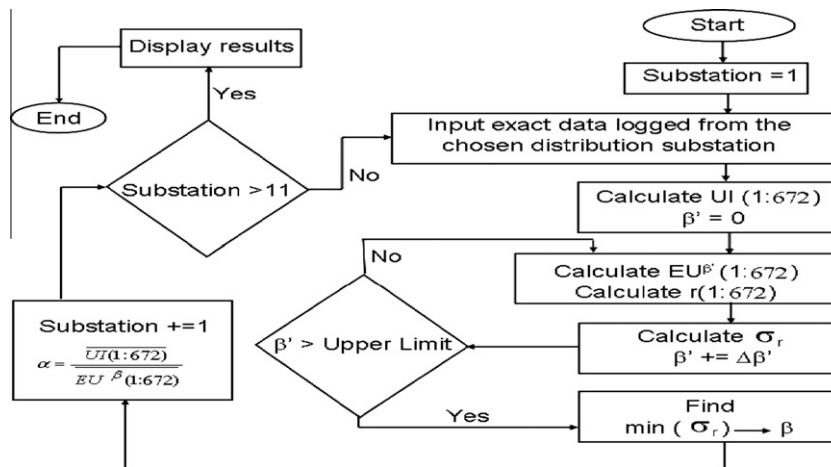 Start
Substation =1
Input exact data logged from the
chosen distribution substation
Calculate UI (1:672)
β' = 0
Calculate EU^β' (1:672)
Calculate r(1:672)
Calculate σr
β' += Δβ'
β' > Upper Limit
No
Yes
Find
min ( σr) → β
Substation +=1
α = UI(1:672) / EU^β (1:672)
Substation >11
No
Yes
Display results
End